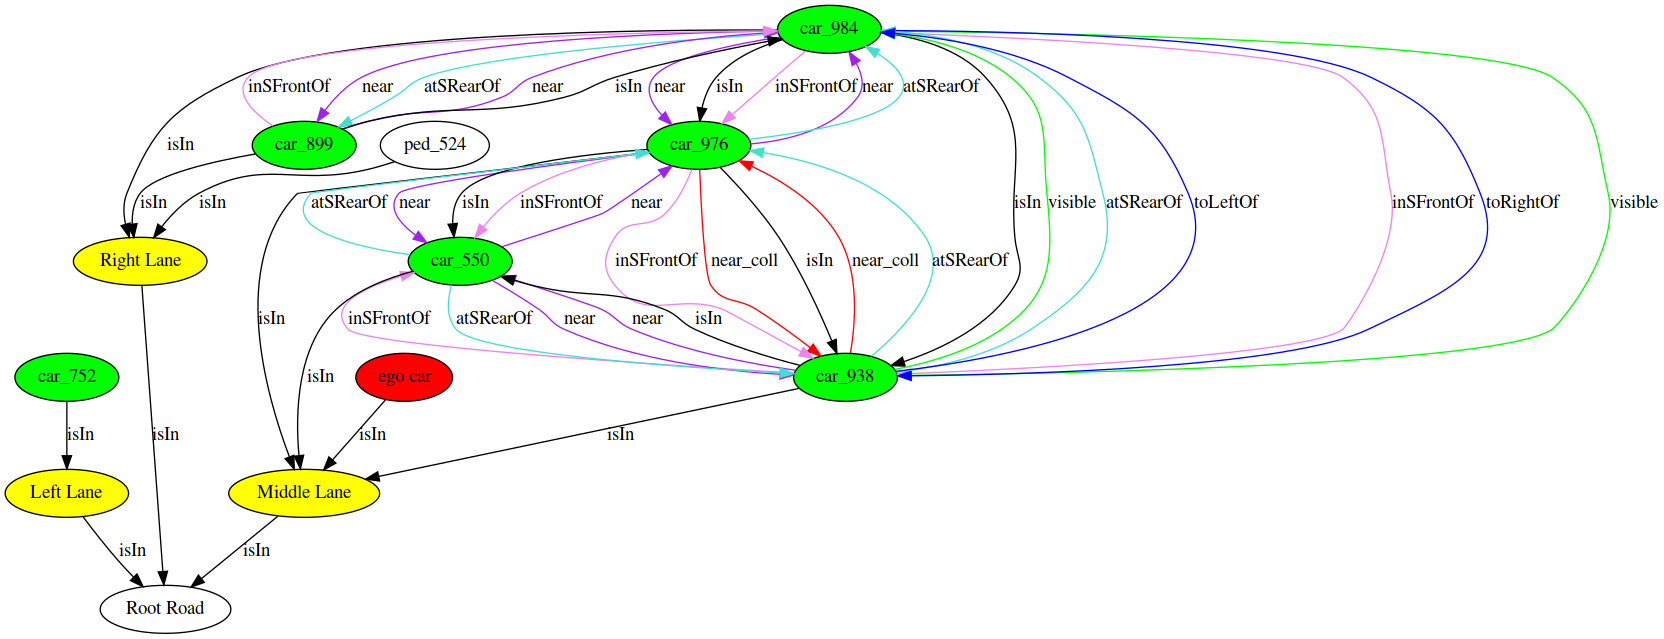 car_984
inSFrontOf
near
atSRearOf
near
isIn
near
isIn
inSFrontOf
near
atSRearOf
isIn
car_899
ped_524
car_976
isIn
isIn
atSRearOf
near
isIn
inSFrontOf
near
isIn
visible
atSRearOf
toLeftOf
inSFrontOf
toRightOf
visible
Right Lane
car_550
inSFrontOf
near_coll
isIn
near_coll
atSRearOf
isIn
inSFrontOf
atSRearOf
near
near
isIn
car_752
isIn
ego car
car_938
isIn
isIn
isIn
isIn
Left Lane
Middle Lane
isIn
isIn
Root Road